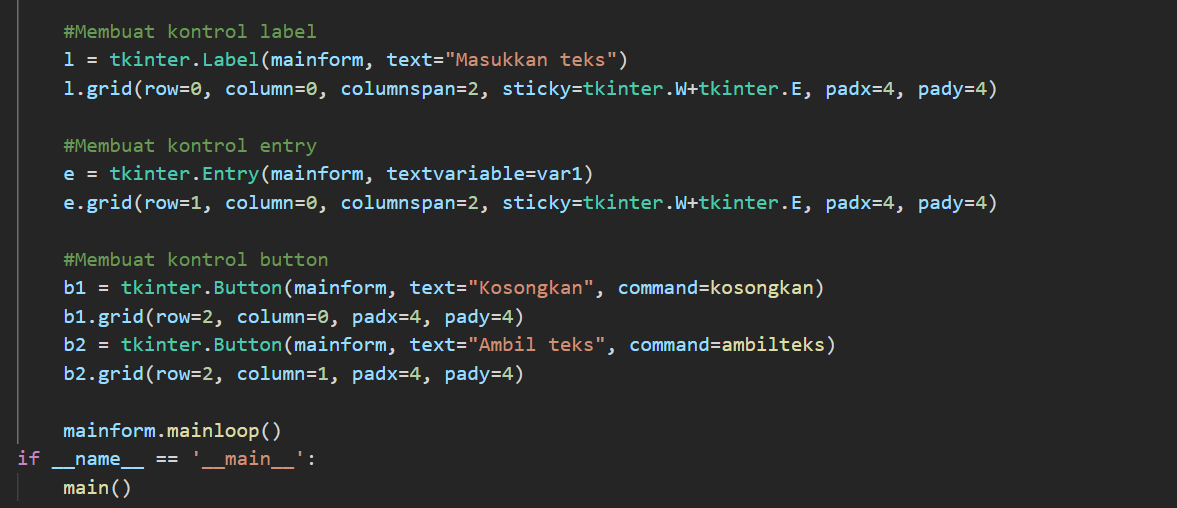 #Membuat kontrol label
l = tkinter.Label(mainform, text="Masukkan teks")
l.grid(row=0, column=0, columnspan=2, sticky=tkinter.W+tkinter.E, padx=4, pady=4)
#Membuat kontrol entry
e = tkinter.Entry(mainform, textvariable=var1)
e.grid(row=1, column=0, columnspan=2, sticky=tkinter.W+tkinter.E, padx=4, pady=4)
#Membuat kontrol button
b1 = tkinter.Button(mainform, text="Kosongkan", command=kosongkan)
b1.grid(row=2, column=0, padx=4, pady=4)
b2 = tkinter.Button(mainform, text="Ambil teks", command=ambilteks)
b2.grid(row=2, column=1, padx=4, pady=4)
mainform.mainloop()
if __name__ == '__main__':
main()